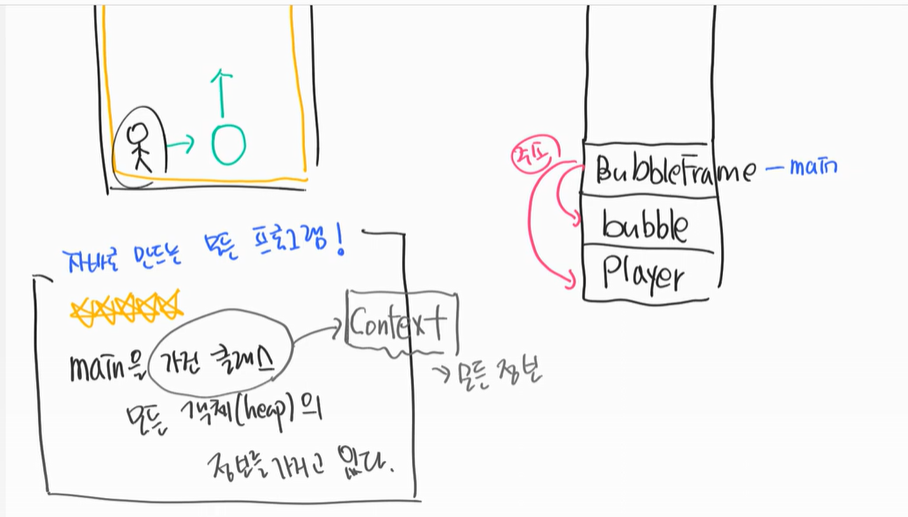 자바로 만드는 모든 프로그램!
main을 가진 클래스
모든 객체(heap)의
정보를 가지고 있다.
Context
→ 모든 정보
주소
BubbleFrame - main
bubble
Player